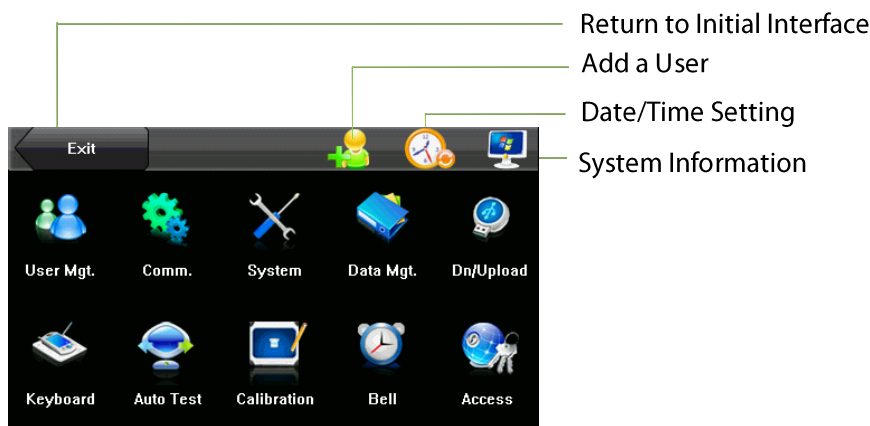 Return to Initial Interface
Add a User
Date/Time Setting
Exit
System Information
User Mgt.
Comm.
System
Data Mgt.
Dn/Upload
Keyboard
Auto Test
Calibration
Bell
Access